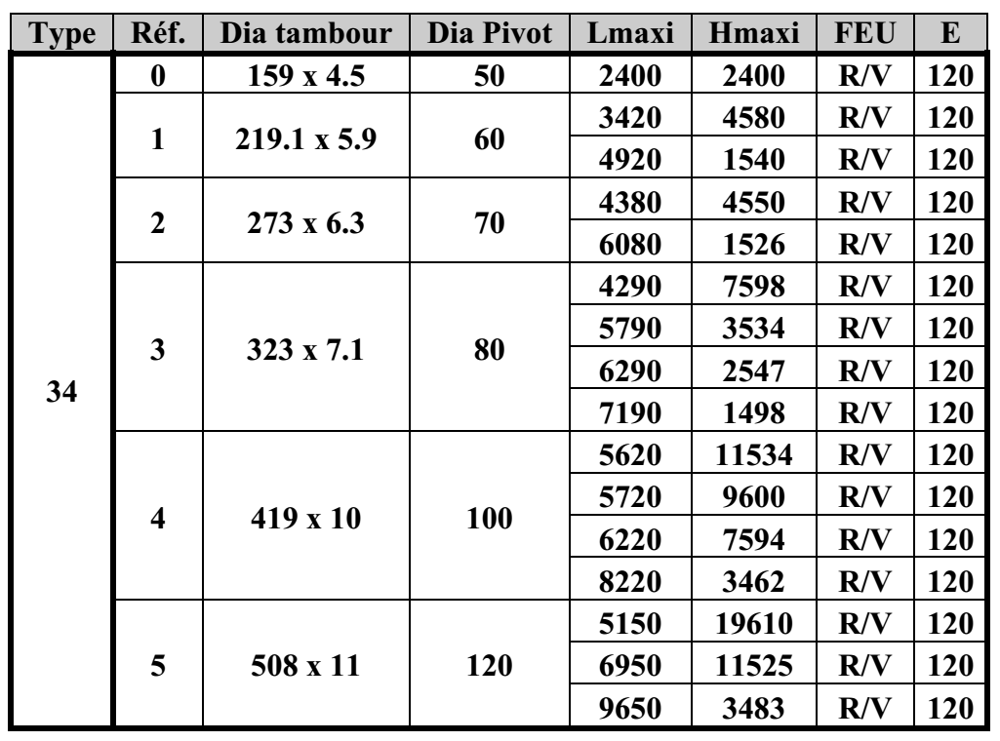 Type Réf. Dia tambour Dia Pivot Lmaxi Hmaxi FEU E
34
0 159 x 4.5 50 2400 2400 R/V 120
1 219.1 x 5.9 60 3420 4580 R/V 120
4920 1540 R/V 120
2 273 x 6.3 70 4380 4550 R/V 120
6080 1526 R/V 120
3 323 x 7.1 80 4290 7598 R/V 120
5790 3534 R/V 120
6290 2547 R/V 120
7190 1498 R/V 120
4 419 x 10 100 5620 11534 R/V 120
5720 9600 R/V 120
6220 7594 R/V 120
8220 3462 R/V 120
5 508 x 11 120 5150 19610 R/V 120
6950 11525 R/V 120
9650 3483 R/V 120